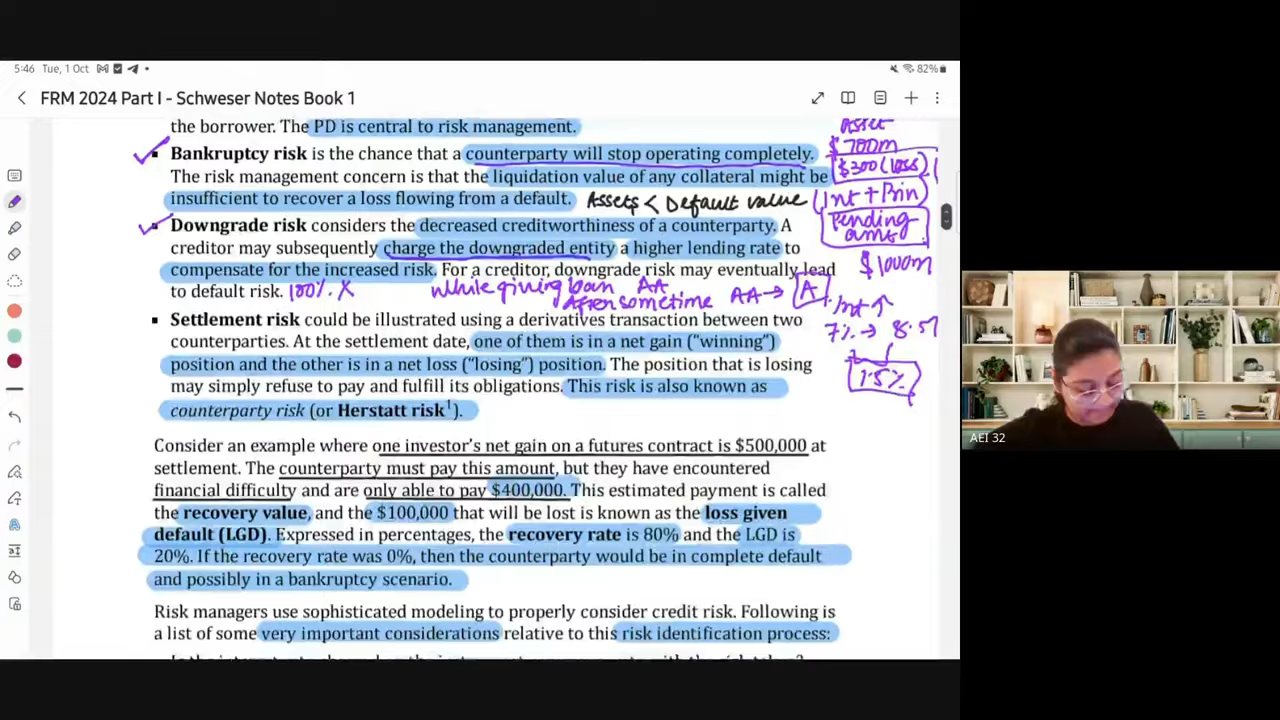 5:46 Tue, 1 Oct
82%
FRM 2024 Part I - Schweser Notes Book 1
the borrower. The PD is central to risk management.
Asset
$700m
▪ Bankruptcy risk is the chance that a counterparty will stop operating completely.
$300 (loss)
The risk management concern is that the liquidation value of any collateral might be
insufficient to recover a loss flowing from a default. Assets < Default value
(Int + Prin)
Pending
amt
▪ Downgrade risk considers the decreased creditworthiness of a counterparty. A
creditor may subsequently charge the downgraded entity a higher lending rate to
$1000m
compensate for the increased risk. For a creditor, downgrade risk may eventually lead
to default risk. 100% X
While giving loan AA
After sometime AA → A
Int ↑
7% → 8.5%
1.5%
▪ Settlement risk could be illustrated using a derivatives transaction between two
counterparties. At the settlement date, one of them is in a net gain (“winning”)
position and the other is in a net loss (“losing”) position. The position that is losing
may simply refuse to pay and fulfill its obligations. This risk is also known as
counterparty risk (or Herstatt risk1).
Consider an example where one investor’s net gain on a futures contract is $500,000 at
settlement. The counterparty must pay this amount, but they have encountered
financial difficulty and are only able to pay $400,000. This estimated payment is called
the recovery value, and the $100,000 that will be lost is known as the loss given
default (LGD). Expressed in percentages, the recovery rate is 80% and the LGD is
20%. If the recovery rate was 0%, then the counterparty would be in complete default
and possibly in a bankruptcy scenario.
Risk managers use sophisticated modeling to properly consider credit risk. Following is
a list of some very important considerations relative to this risk identification process:
AEI 32